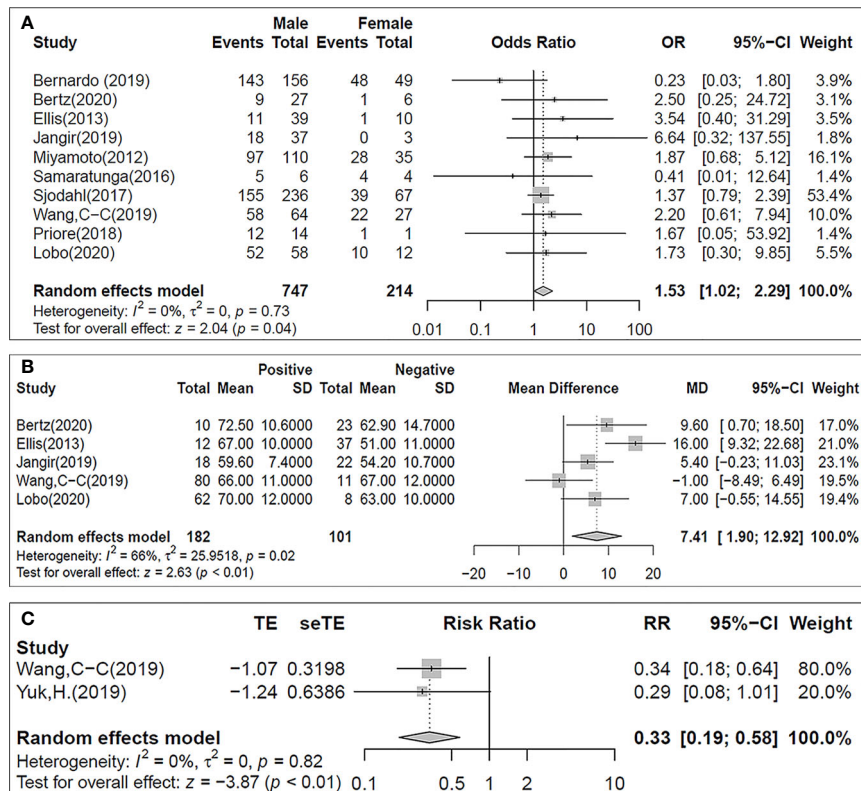 A
Male Female
Study Events Total Events Total Odds Ratio OR 95%−CI Weight
Bernardo (2019) 143 156 48 49 0.23 [0.03; 1.80] 3.9%
Bertz(2020) 9 27 1 6 2.50 [0.25; 24.72] 3.1%
Ellis(2013) 11 39 1 10 3.54 [0.40; 31.29] 3.5%
Jangir(2019) 18 37 0 3 6.64 [0.32; 137.55] 1.8%
Miyamoto(2012) 97 110 28 35 1.87 [0.68; 5.12] 16.1%
Samaratunga(2016) 5 6 4 4 0.41 [0.01; 12.64] 1.4%
Sjodahl(2017) 155 236 39 67 1.37 [0.79; 2.39] 53.4%
Wang,C−C(2019) 58 64 22 27 2.20 [0.61; 7.94] 10.0%
Priore(2018) 12 14 1 1 1.67 [0.05; 53.92] 1.4%
Lobo(2020) 52 58 10 12 1.73 [0.30; 9.85] 5.5%
Random effects model 747 214 1.53 [1.02; 2.29] 100.0%
Heterogeneity: I² = 0%, τ² = 0, p = 0.73
Test for overall effect: z = 2.04 (p = 0.04)
0.01 0.1 1 10 100
B
Positive Negative
Study Total Mean SD Total Mean SD Mean Difference MD 95%−CI Weight
Bertz(2020) 10 72.50 10.6000 23 62.90 14.7000 9.60 [ 0.70; 18.50] 17.0%
Ellis(2013) 12 67.00 10.0000 37 51.00 11.0000 16.00 [ 9.32; 22.68] 21.0%
Jangir(2019) 18 59.60 7.4000 22 54.20 10.7000 5.40 [−0.23; 11.03] 23.1%
Wang,C−C(2019) 80 66.00 11.0000 11 67.00 12.0000 −1.00 [−8.49; 6.49] 19.5%
Lobo(2020) 62 70.00 12.0000 8 63.00 10.0000 7.00 [−0.55; 14.55] 19.4%
Random effects model 182 101 7.41 [ 1.90; 12.92] 100.0%
Heterogeneity: I² = 66%, τ² = 25.9518, p = 0.02
Test for overall effect: z = 2.63 (p < 0.01)
−20 −10 0 10 20
C
TE seTE Risk Ratio RR 95%−CI Weight
Study
Wang,C−C(2019) −1.07 0.3198 0.34 [0.18; 0.64] 80.0%
Yuk,H.(2019) −1.24 0.6386 0.29 [0.08; 1.01] 20.0%
Random effects model 0.33 [0.19; 0.58] 100.0%
Heterogeneity: I² = 0%, τ² = 0, p = 0.82
Test for overall effect: z = −3.87 (p < 0.01)
0.1 0.5 1 2 10